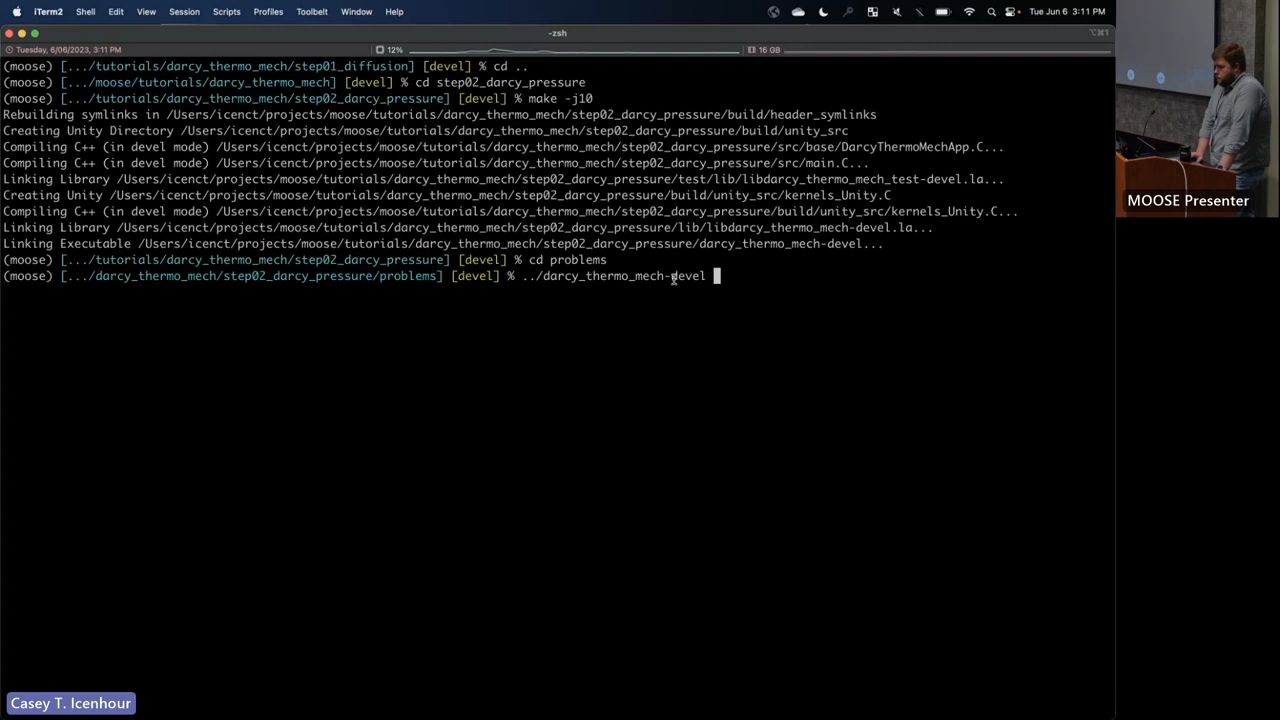 iTerm2 Shell Edit View Session Scripts Profiles Toolbelt Window Help
Tue Jun 6 3:11 PM
-zsh
⌥⌘1
Tuesday, 6/06/2023, 3:11 PM
12%
16 GB
(moose) [.../moose/tutorials/darcy_thermo_mech/step01_diffusion] [devel] % cd ..
(moose) [.../moose/tutorials/darcy_thermo_mech] [devel] % cd step02_darcy_pressure
(moose) [.../tutorials/darcy_thermo_mech/step02_darcy_pressure] [devel] % make -j10
Rebuilding symlinks in /Users/icenct/projects/moose/tutorials/darcy_thermo_mech/step02_darcy_pressure/build/header_symlinks
Creating Unity Directory /Users/icenct/projects/moose/tutorials/darcy_thermo_mech/step02_darcy_pressure/build/unity_src
Compiling C++ (in devel mode) /Users/icenct/projects/moose/tutorials/darcy_thermo_mech/step02_darcy_pressure/src/base/DarcyThermoMechApp.C...
Compiling C++ (in devel mode) /Users/icenct/projects/moose/tutorials/darcy_thermo_mech/step02_darcy_pressure/src/main.C...
Linking Library /Users/icenct/projects/moose/tutorials/darcy_thermo_mech/step02_darcy_pressure/test/lib/libdarcy_thermo_mech_test-devel.la...
Creating Unity /Users/icenct/projects/moose/tutorials/darcy_thermo_mech/step02_darcy_pressure/build/unity_src/kernels_Unity.C
Compiling C++ (in devel mode) /Users/icenct/projects/moose/tutorials/darcy_thermo_mech/step02_darcy_pressure/build/unity_src/kernels_Unity.C...
Linking Library /Users/icenct/projects/moose/tutorials/darcy_thermo_mech/step02_darcy_pressure/lib/libdarcy_thermo_mech-devel.la...
Linking Executable /Users/icenct/projects/moose/tutorials/darcy_thermo_mech/step02_darcy_pressure/darcy_thermo_mech-devel...
(moose) [.../tutorials/darcy_thermo_mech/step02_darcy_pressure] [devel] % cd problems
(moose) [.../darcy_thermo_mech/step02_darcy_pressure/problems] [devel] % ../darcy_thermo_mech-devel
MOOSE Presenter
Casey T. Icenhour